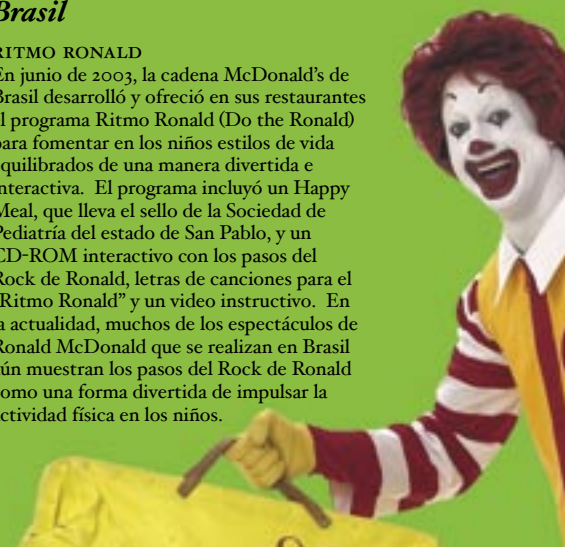 Brasil
RITMO RONALD
En junio de 2003, la cadena McDonald's de
Brasil desarrolló y ofreció en sus restaurantes
l programa Ritmo Ronald (Do the Ronald)
para fomentar en los niños estilos de vida
quilibrados de una manera divertida e
nteractiva. El programa incluyó un Happy
Meal, que lleva el sello de la Sociedad de
Pediatría del estado de San Pablo, y un
CD-ROM interactivo con los pasos del
Rock de Ronald, letras de canciones para el
Ritmo Ronald” y un video instructivo. En
a actualidad, muchos de los espectáculos de
Ronald McDonald que se realizan en Brasil
ún muestran los pasos del Rock de Ronald
omo una forma divertida de impulsar la
ctividad física en los niños.